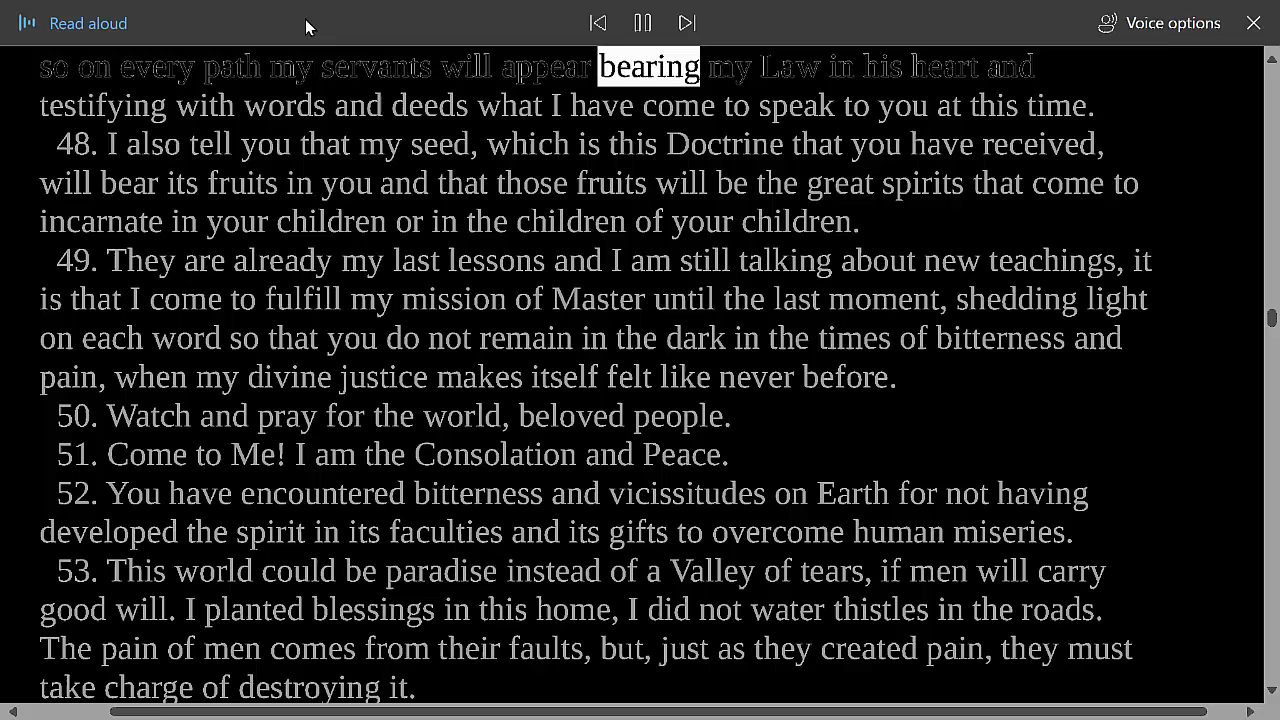 Read aloud
Voice options
so on every path my servants will appear bearing my Law in his heart and
testifying with words and deeds what I have come to speak to you at this time.
48. I also tell you that my seed, which is this Doctrine that you have received,
will bear its fruits in you and that those fruits will be the great spirits that come to
incarnate in your children or in the children of your children.
49. They are already my last lessons and I am still talking about new teachings, it
is that I come to fulfill my mission of Master until the last moment, shedding light
on each word so that you do not remain in the dark in the times of bitterness and
pain, when my divine justice makes itself felt like never before.
50. Watch and pray for the world, beloved people.
51. Come to Me! I am the Consolation and Peace.
52. You have encountered bitterness and vicissitudes on Earth for not having
developed the spirit in its faculties and its gifts to overcome human miseries.
53. This world could be paradise instead of a Valley of tears, if men will carry
good will. I planted blessings in this home, I did not water thistles in the roads.
The pain of men comes from their faults, but, just as they created pain, they must
take charge of destroying it.